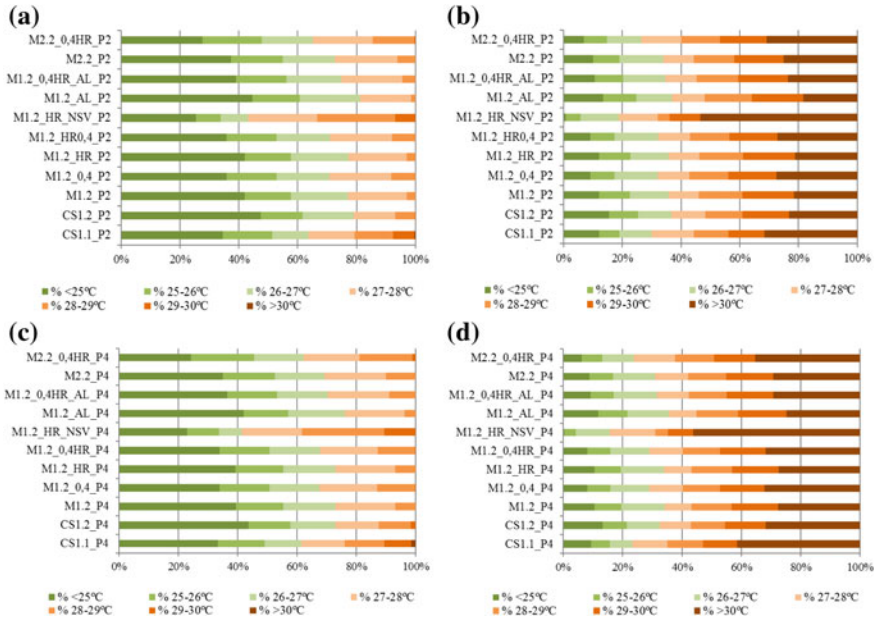 (a)
M2.2_0,4HR_P2
M2.2_P2
M1.2_0,4HR_AL_P2
M1.2_AL_P2
M1.2_HR_NSV_P2
M1.2_HR0,4_P2
M1.2_HR_P2
M1.2_0,4_P2
M1.2_P2
CS1.2_P2
CS1.1_P2
0% 20% 40% 60% 80% 100%
% <25ºC % 25-26ºC % 26-27ºC % 27-28ºC
% 28-29ºC % 29-30ºC % >30ºC
(b)
M2.2_0,4HR_P2
M2.2_P2
M1.2_0,4HR_AL_P2
M1.2_AL_P2
M1.2_HR_NSV_P2
M1.2_HR0,4_P2
M1.2_HR_P2
M1.2_0,4_P2
M1.2_P2
CS1.2_P2
CS1.1_P2
0% 20% 40% 60% 80% 100%
% <25ºC % 25-26ºC % 26-27ºC % 27-28ºC
% 28-29ºC % 29-30ºC % >30ºC
(c)
M2.2_0,4HR_P4
M2.2_P4
M1.2_0,4HR_AL_P4
M1.2_AL_P4
M1.2_HR_NSV_P4
M1.2_0,4HR_P4
M1.2_HR_P4
M1.2_0,4_P4
M1.2_P4
CS1.2_P4
CS1.1_P4
0% 20% 40% 60% 80% 100%
% <25ºC % 25-26ºC % 26-27ºC % 27-28ºC
% 28-29ºC % 29-30ºC % >30ºC
(d)
M2.2_0,4HR_P4
M2.2_P4
M1.2_0,4HR_AL_P4
M1.2_AL_P4
M1.2_HR_NSV_P4
M1.2_0,4HR_P4
M1.2_HR_P4
M1.2_0,4_P4
M1.2_P4
CS1.2_P4
CS1.1_P4
0% 20% 40% 60% 80% 100%
% <25ºC % 25-26ºC % 26-27ºC % 27-28ºC
% 28-29ºC % 29-30ºC % >30ºC